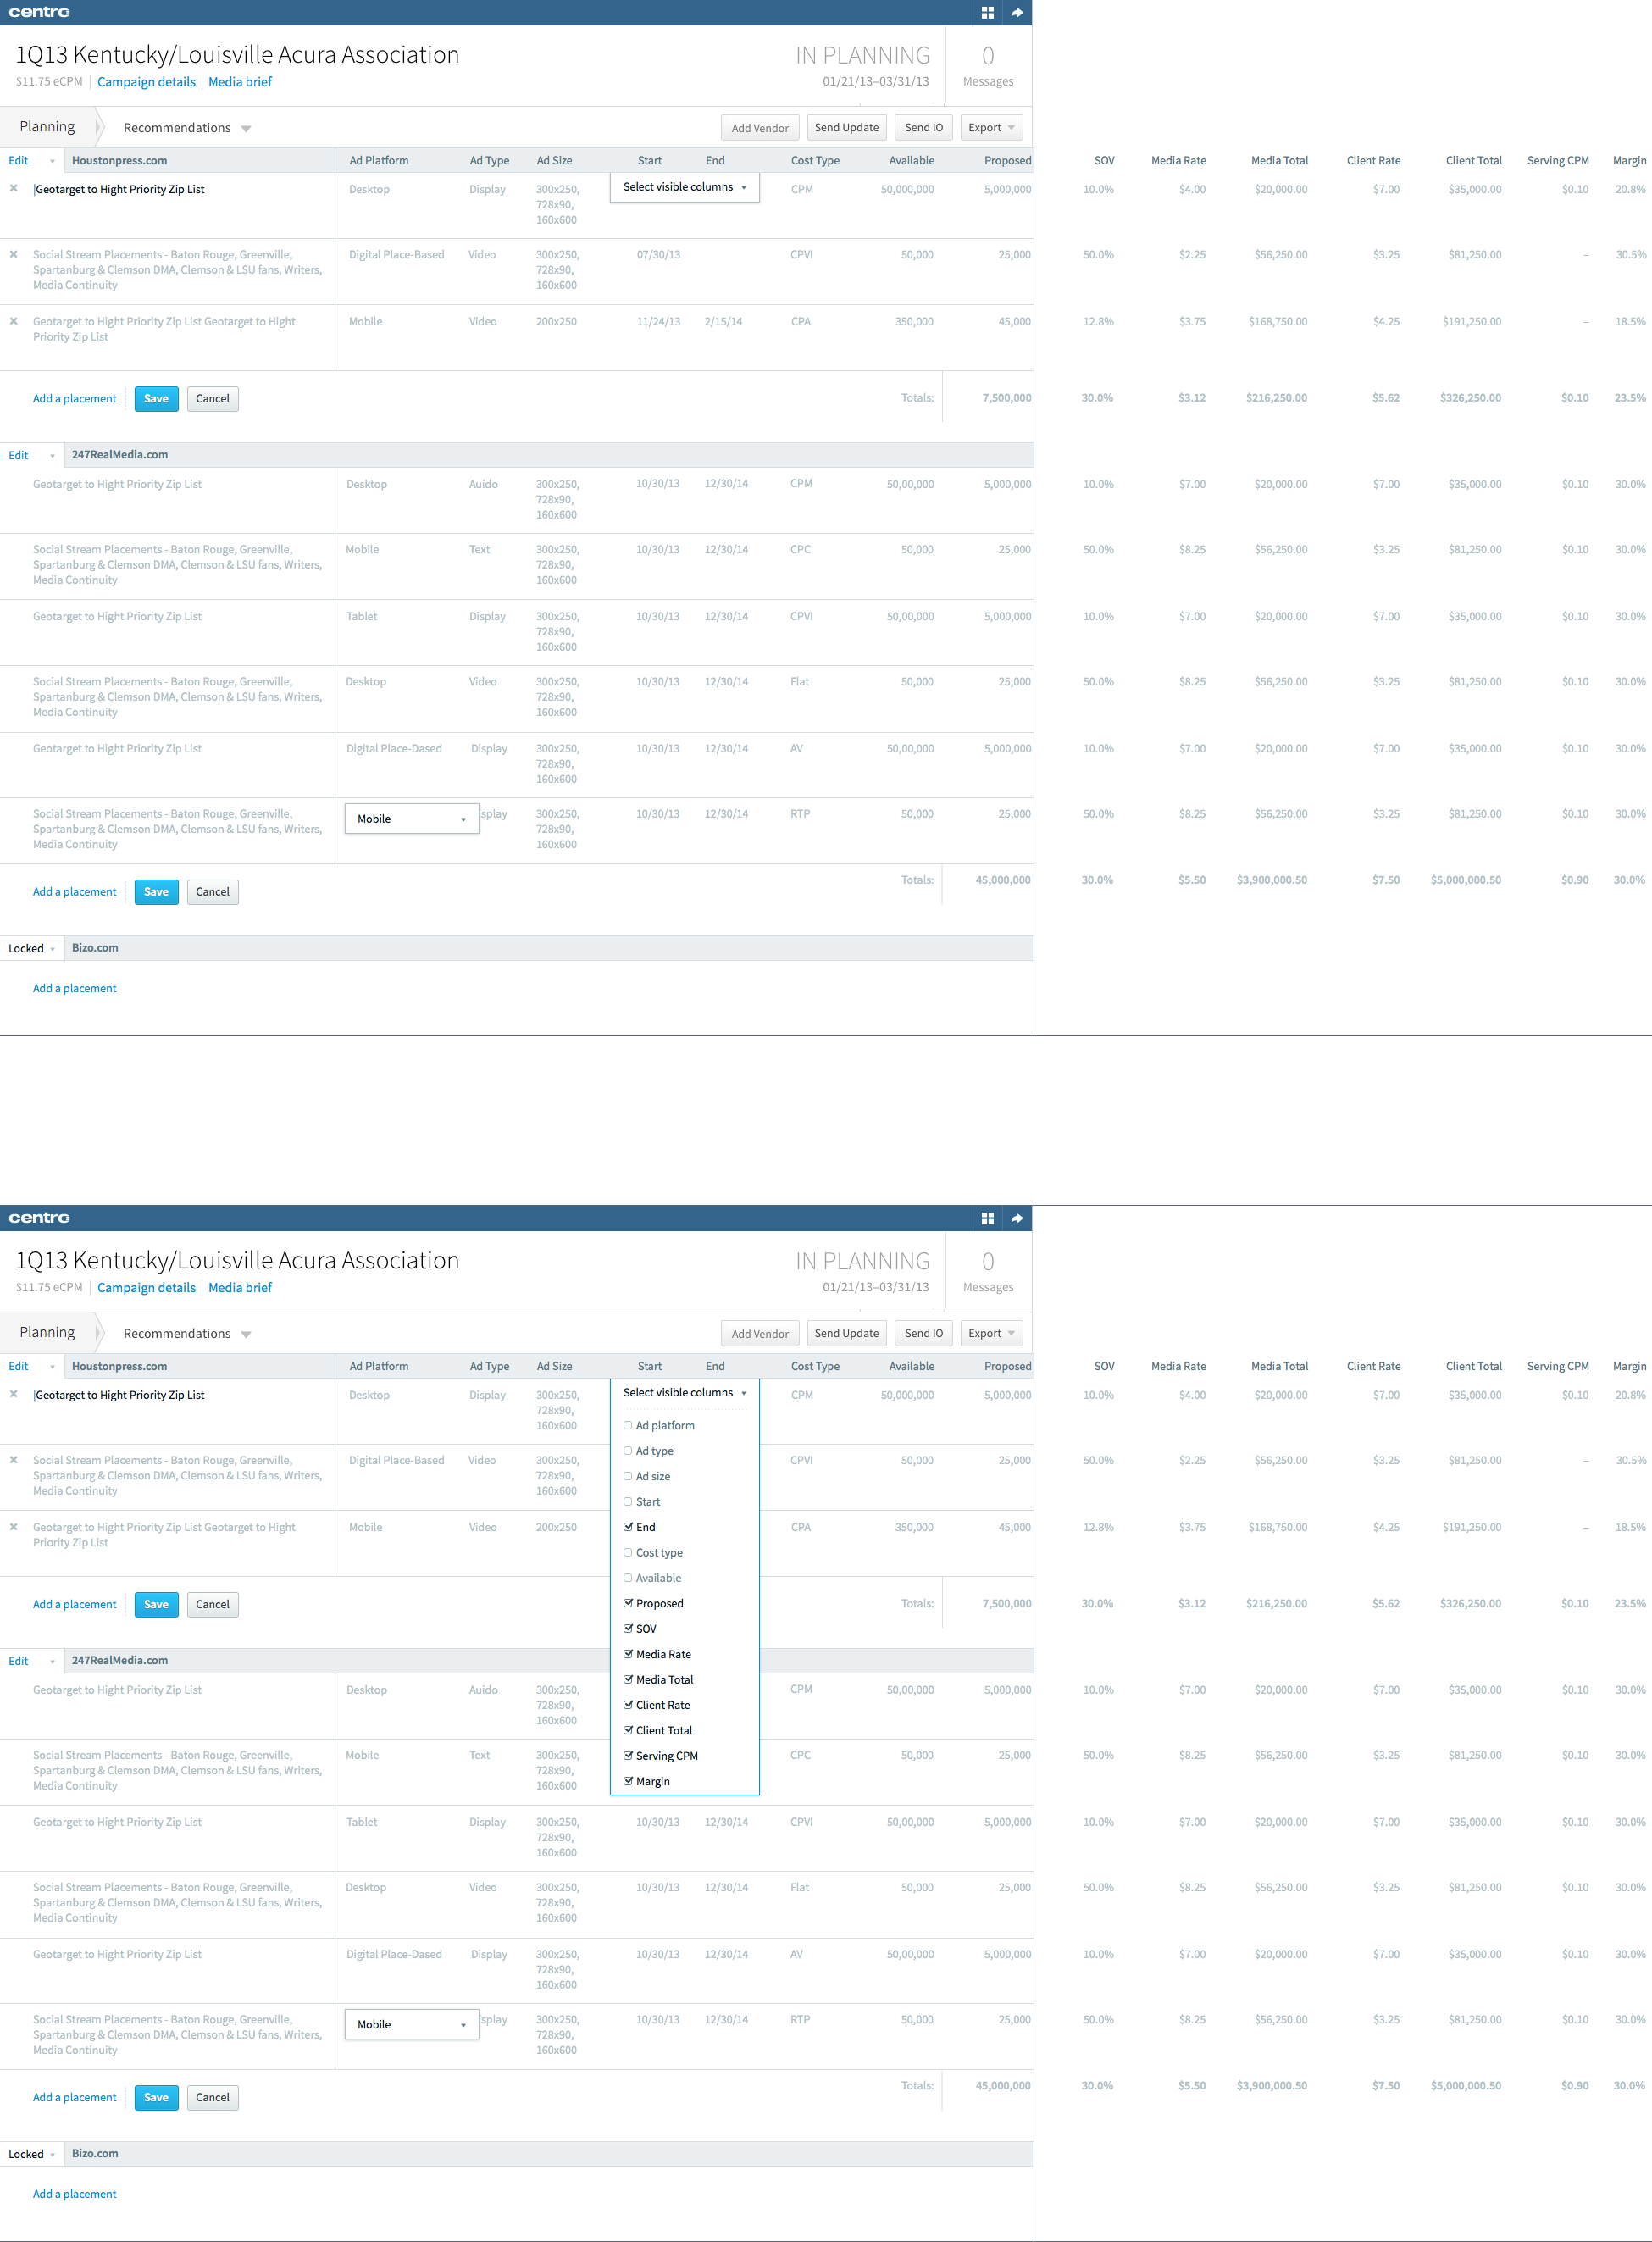 centro
1Q13 Kentucky/Louisville Acura Association IN PLANNING 0
$11.75 eCPM Campaign details Media brief 01/21/13–03/31/13 Messages
Planning Recommendations Add Vendor Send Update Send IO Export
Edit Houstonpress.com Ad Platform Ad Type Ad Size Start End Cost Type Available Proposed SOV Media Rate Media Total Client Rate Client Total Serving CPM Margin
Geotarget to Hight Priority Zip List Desktop Display 300x250, Select visible columns CPM 50,000,000 5,000,000 10.0% $4.00 $20,000.00 $7.00 $35,000.00 $0.10 20.8%
728x90,
160x600
Social Stream Placements - Baton Rouge, Greenville, Digital Place-Based Video 300x250, 07/30/13 CPVI 50,000 25,000 50.0% $2.25 $56,250.00 $3.25 $81,250.00 – 30.5%
Spartanburg & Clemson DMA, Clemson & LSU fans, Writers, 728x90,
Media Continuity 160x600
Geotarget to Hight Priority Zip List Geotarget to Hight Mobile Video 200x250 11/24/13 2/15/14 CPA 350,000 45,000 12.8% $3.75 $168,750.00 $4.25 $191,250.00 – 18.5%
Priority Zip List
Add a placement Save Cancel Totals: 7,500,000 30.0% $3.12 $216,250.00 $5.62 $326,250.00 $0.10 23.5%
Edit 247RealMedia.com
Geotarget to Hight Priority Zip List Desktop Auido 300x250, 10/30/13 12/30/14 CPM 50,00,000 5,000,000 10.0% $7.00 $20,000.00 $7.00 $35,000.00 $0.10 30.0%
728x90,
160x600
Social Stream Placements - Baton Rouge, Greenville, Mobile Text 300x250, 10/30/13 12/30/14 CPC 50,000 25,000 50.0% $8.25 $56,250.00 $3.25 $81,250.00 $0.10 30.0%
Spartanburg & Clemson DMA, Clemson & LSU fans, Writers, 728x90,
Media Continuity 160x600
Geotarget to Hight Priority Zip List Tablet Display 300x250, 10/30/13 12/30/14 CPVI 50,00,000 5,000,000 10.0% $7.00 $20,000.00 $7.00 $35,000.00 $0.10 30.0%
728x90,
160x600
Social Stream Placements - Baton Rouge, Greenville, Desktop Video 300x250, 10/30/13 12/30/14 Flat 50,000 25,000 50.0% $8.25 $56,250.00 $3.25 $81,250.00 $0.10 30.0%
Spartanburg & Clemson DMA, Clemson & LSU fans, Writers, 728x90,
Media Continuity 160x600
Geotarget to Hight Priority Zip List Digital Place-Dased Display 300x250, 10/30/13 12/30/14 AV 50,00,000 5,000,000 10.0% $7.00 $20,000.00 $7.00 $35,000.00 $0.10 30.0%
728x90,
160x600
Social Stream Placements - Baton Rouge, Greenville, Mobile isplay 300x250, 10/30/13 12/30/14 RTP 50,000 25,000 50.0% $8.25 $56,250.00 $3.25 $81,250.00 $0.10 30.0%
Spartanburg & Clemson DMA, Clemson & LSU fans, Writers, 728x90,
Media Continuity 160x600
Add a placement Save Cancel Totals: 45,000,000 30.0% $5.50 $3,900,000.50 $7.50 $5,000,000.50 $0.90 30.0%
Locked Bizo.com
Add a placement
centro
1Q13 Kentucky/Louisville Acura Association IN PLANNING 0
$11.75 eCPM Campaign details Media brief 01/21/13–03/31/13 Messages
Planning Recommendations Add Vendor Send Update Send IO Export
Edit Houstonpress.com Ad Platform Ad Type Ad Size Start End Cost Type Available Proposed SOV Media Rate Media Total Client Rate Client Total Serving CPM Margin
Geotarget to Hight Priority Zip List Desktop Display 300x250, Select visible columns CPM 50,000,000 5,000,000 10.0% $4.00 $20,000.00 $7.00 $35,000.00 $0.10 20.8%
728x90,
160x600 Ad platform
Ad type
Social Stream Placements - Baton Rouge, Greenville, Digital Place-Based Video 300x250, CPVI 50,000 25,000 50.0% $2.25 $56,250.00 $3.25 $81,250.00 – 30.5%
Spartanburg & Clemson DMA, Clemson & LSU fans, Writers, 728x90, Ad size
Media Continuity 160x600
Start
Geotarget to Hight Priority Zip List Geotarget to Hight Mobile Video 200x250 End CPA 350,000 45,000 12.8% $3.75 $168,750.00 $4.25 $191,250.00 – 18.5%
Priority Zip List
Cost type
Available
Add a placement Save Cancel Proposed Totals: 7,500,000 30.0% $3.12 $216,250.00 $5.62 $326,250.00 $0.10 23.5%
SOV
Media Rate
Edit 247RealMedia.com
Media Total
Geotarget to Hight Priority Zip List Desktop Auido 300x250, CPM 50,00,000 5,000,000 10.0% $7.00 $20,000.00 $7.00 $35,000.00 $0.10 30.0%
728x90, Client Rate
160x600
Client Total
Social Stream Placements - Baton Rouge, Greenville, Mobile Text 300x250, Serving CPM CPC 50,000 25,000 50.0% $8.25 $56,250.00 $3.25 $81,250.00 $0.10 30.0%
Spartanburg & Clemson DMA, Clemson & LSU fans, Writers, 728x90,
Media Continuity 160x600 Margin
Geotarget to Hight Priority Zip List Tablet Display 300x250, 10/30/13 12/30/14 CPVI 50,00,000 5,000,000 10.0% $7.00 $20,000.00 $7.00 $35,000.00 $0.10 30.0%
728x90,
160x600
Social Stream Placements - Baton Rouge, Greenville, Desktop Video 300x250, 10/30/13 12/30/14 Flat 50,000 25,000 50.0% $8.25 $56,250.00 $3.25 $81,250.00 $0.10 30.0%
Spartanburg & Clemson DMA, Clemson & LSU fans, Writers, 728x90,
Media Continuity 160x600
Geotarget to Hight Priority Zip List Digital Place-Dased Display 300x250, 10/30/13 12/30/14 AV 50,00,000 5,000,000 10.0% $7.00 $20,000.00 $7.00 $35,000.00 $0.10 30.0%
728x90,
160x600
Social Stream Placements - Baton Rouge, Greenville, Mobile isplay 300x250, 10/30/13 12/30/14 RTP 50,000 25,000 50.0% $8.25 $56,250.00 $3.25 $81,250.00 $0.10 30.0%
Spartanburg & Clemson DMA, Clemson & LSU fans, Writers, 728x90,
Media Continuity 160x600
Add a placement Save Cancel Totals: 45,000,000 30.0% $5.50 $3,900,000.50 $7.50 $5,000,000.50 $0.90 30.0%
Locked Bizo.com
Add a placement